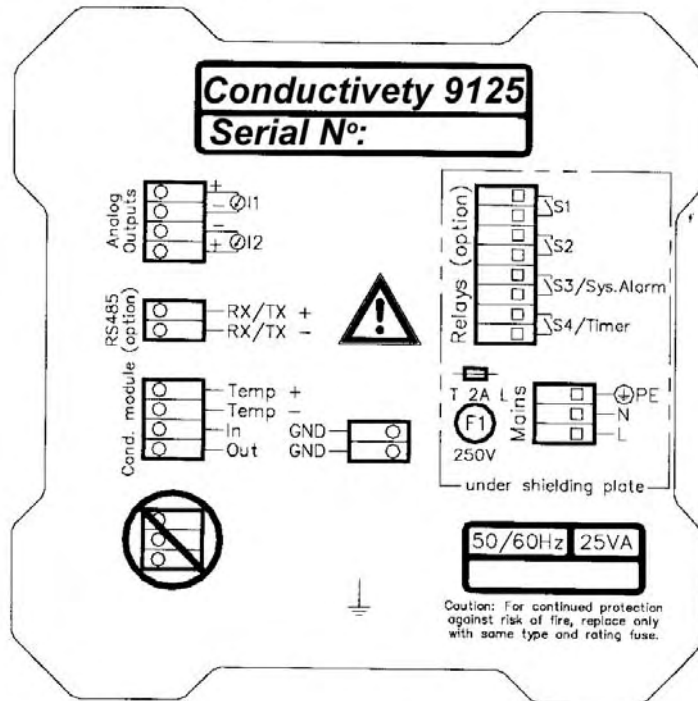 Conductivety 9125
Serial Nº:
Analog
Outputs
+
-
I1
-
+
I2
RS485
(option)
RX/TX +
RX/TX -
Cond. module
Temp +
Temp -
In
Out
GND
GND
!
Relays (option)
S1
S2
S3/Sys.Alarm
S4/Timer
T 2A L
F1
250V
Mains
PE
N
L
under shielding plate
50/60Hz 25VA
Caution: For continued protection
against risk of fire, replace only
with same type and rating fuse.